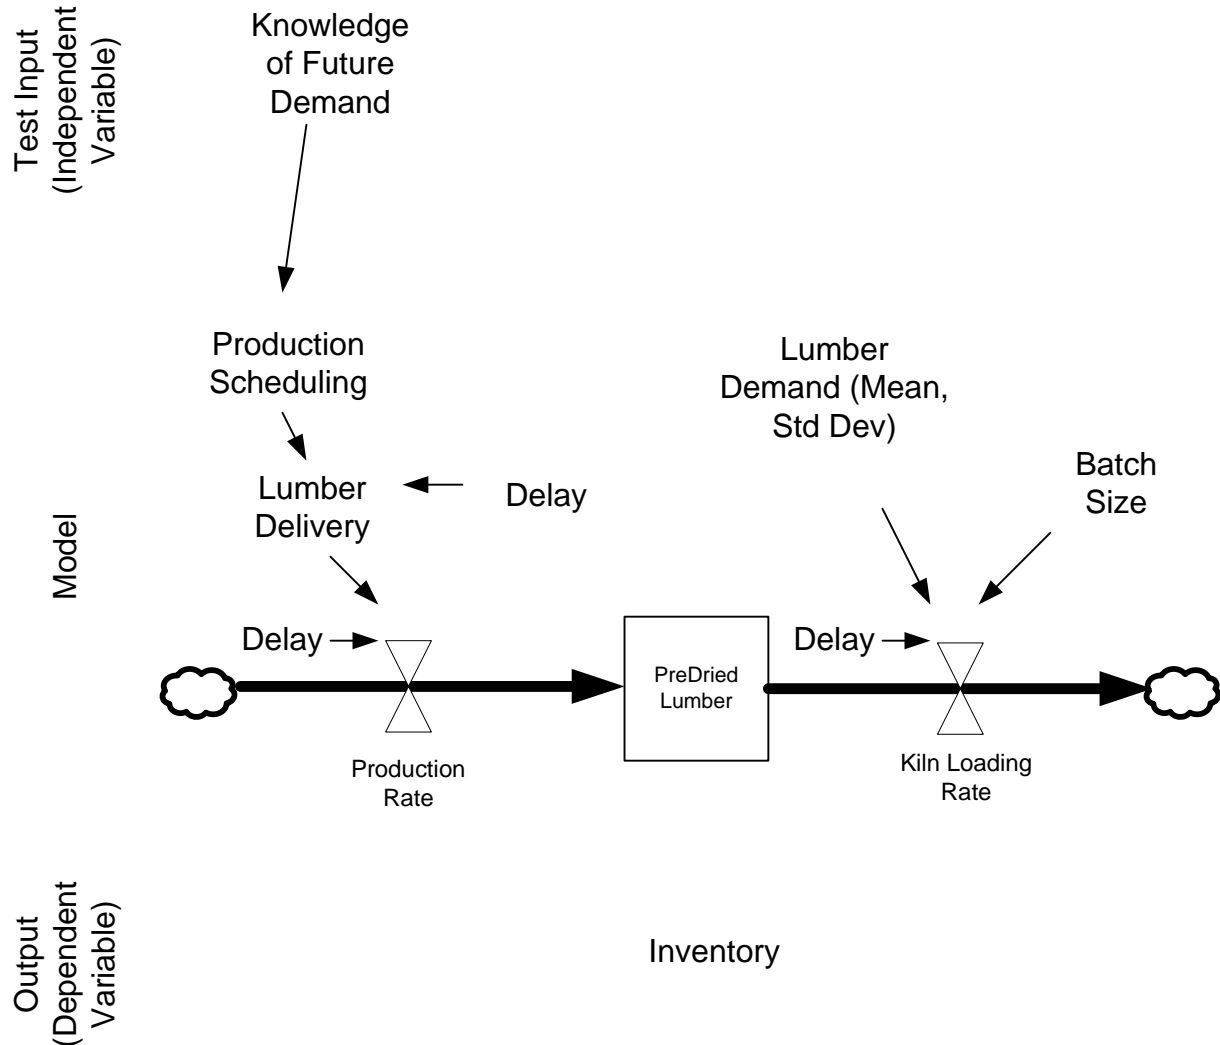 Test Input
(Independent
Variable)
Knowledge
of Future
Demand
Production
Scheduling
Lumber
Demand (Mean,
Std Dev)
Model
Lumber
Delivery
Delay
Batch
Size
Delay
Delay
PreDried
Lumber
Production
Rate
Kiln Loading
Rate
Output
(Dependent
Variable)
Inventory